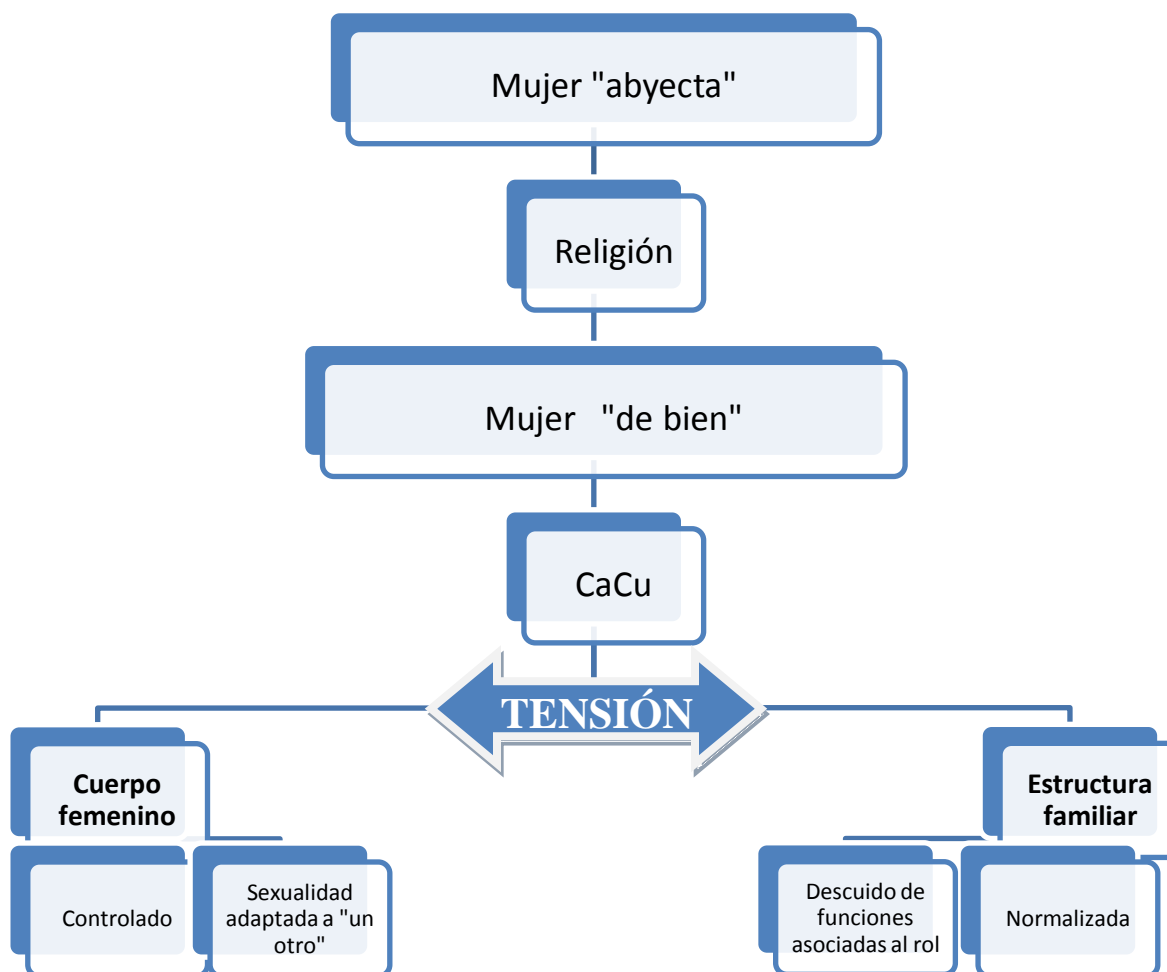 Mujer "abyecta"
Religión
Mujer "de bien"
CaCu
TENSIÓN
Cuerpo
femenino
Estructura
familiar
Controlado
Sexualidad
adaptada a "un
otro"
Descuido de
funciones
asociadas al rol
Normalizada